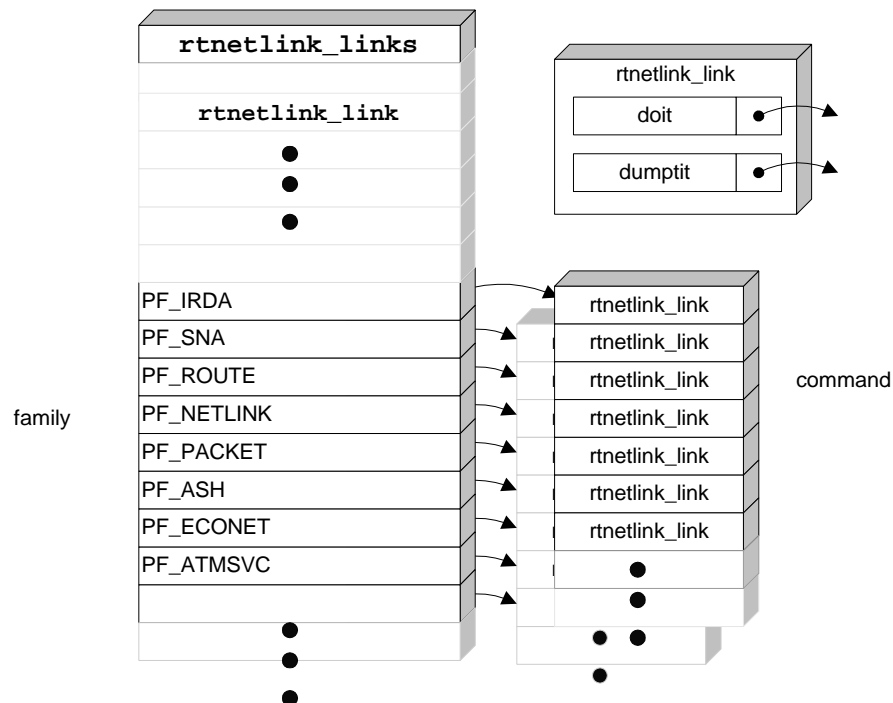 rtnetlink_links
rtnetlink_link
rtnetlink_link
doit
dumptit
family
PF_IRDA
PF_SNA
PF_ROUTE
PF_NETLINK
PF_PACKET
PF_ASH
PF_ECONET
PF_ATMSVC
rtnetlink_link
rtnetlink_link
rtnetlink_link
rtnetlink_link
rtnetlink_link
rtnetlink_link
rtnetlink_link
command